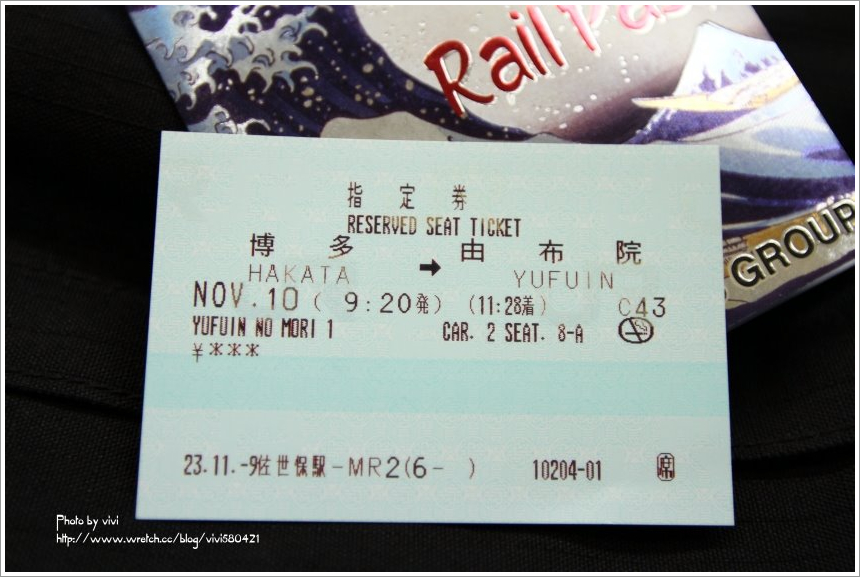 Rail Pass
GROUP
指定券
RESERVED SEAT TICKET
博多 ➡ 由布院
HAKATA YUFUIN
NOV.10 ( 9:20発) (11:28着) C43
YUFUIN NO MORI 1 CAR. 2 SEAT. 8-A
¥***
23.11.-9佐世保駅-MR2(6- ) 10204-01 席
Photo by vivi
http://www.wretch.cc/blog/vivi580421